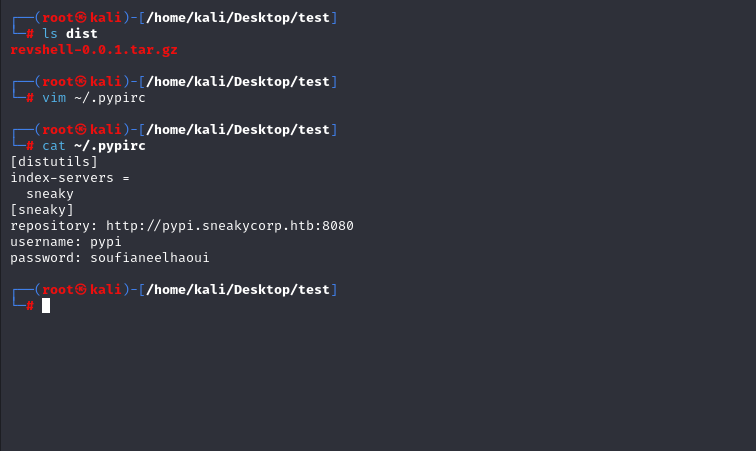 ┌──(root㉿kali)-[/home/kali/Desktop/test]
└─# ls dist
revshell-0.0.1.tar.gz
┌──(root㉿kali)-[/home/kali/Desktop/test]
└─# vim ~/.pypirc
┌──(root㉿kali)-[/home/kali/Desktop/test]
└─# cat ~/.pypirc
[distutils]
index-servers =
  sneaky
[sneaky]
repository: http://pypi.sneakycorp.htb:8080
username: pypi
password: soufianeelhaoui
┌──(root㉿kali)-[/home/kali/Desktop/test]
└─#